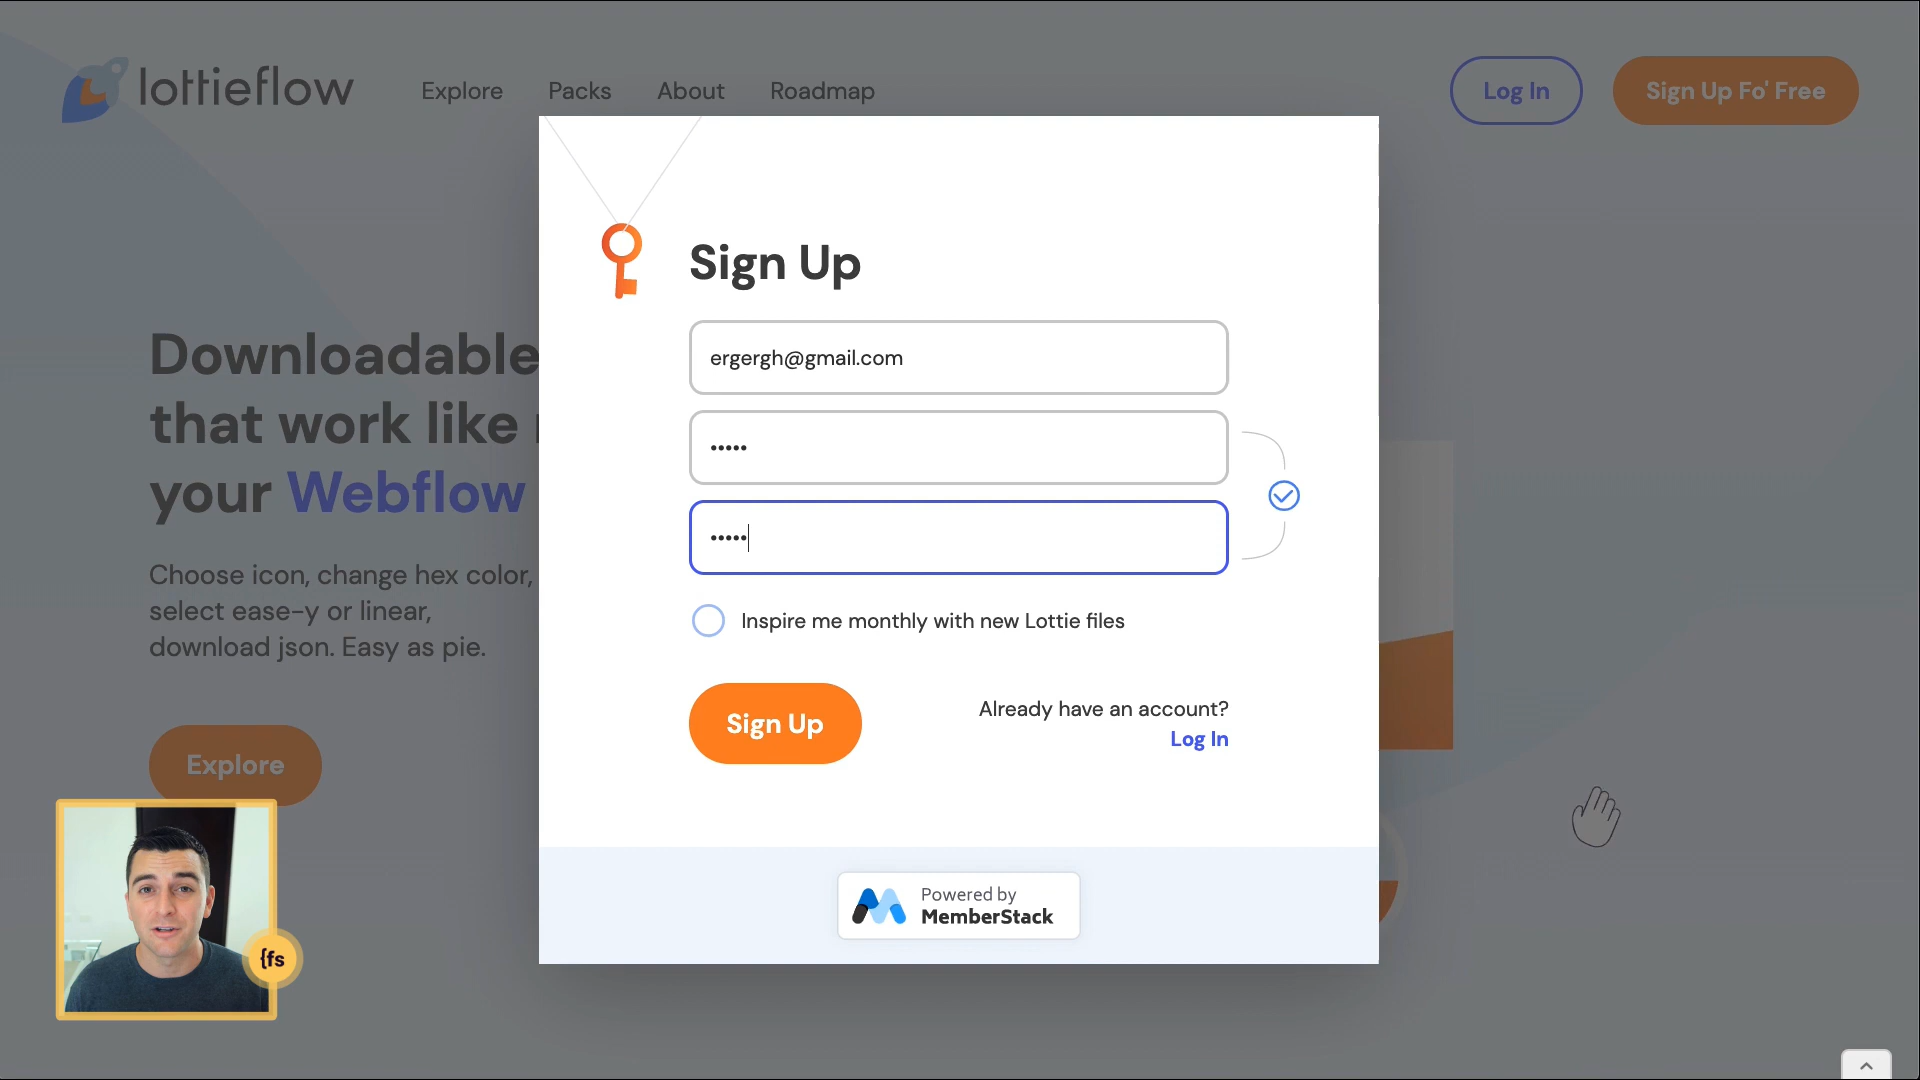 lottieflow
Explore
Packs
About
Roadmap
Log In
Sign Up Fo' Free
Sign Up
ergergh@gmail.com
•••••
•••••
Inspire me monthly with new Lottie files
Sign Up
Already have an account?
Log In
Powered by
MemberStack
Downloadable
that work like
your Webflow
Choose icon, change hex color,
select ease-y or linear,
download json. Easy as pie.
Explore
{fs